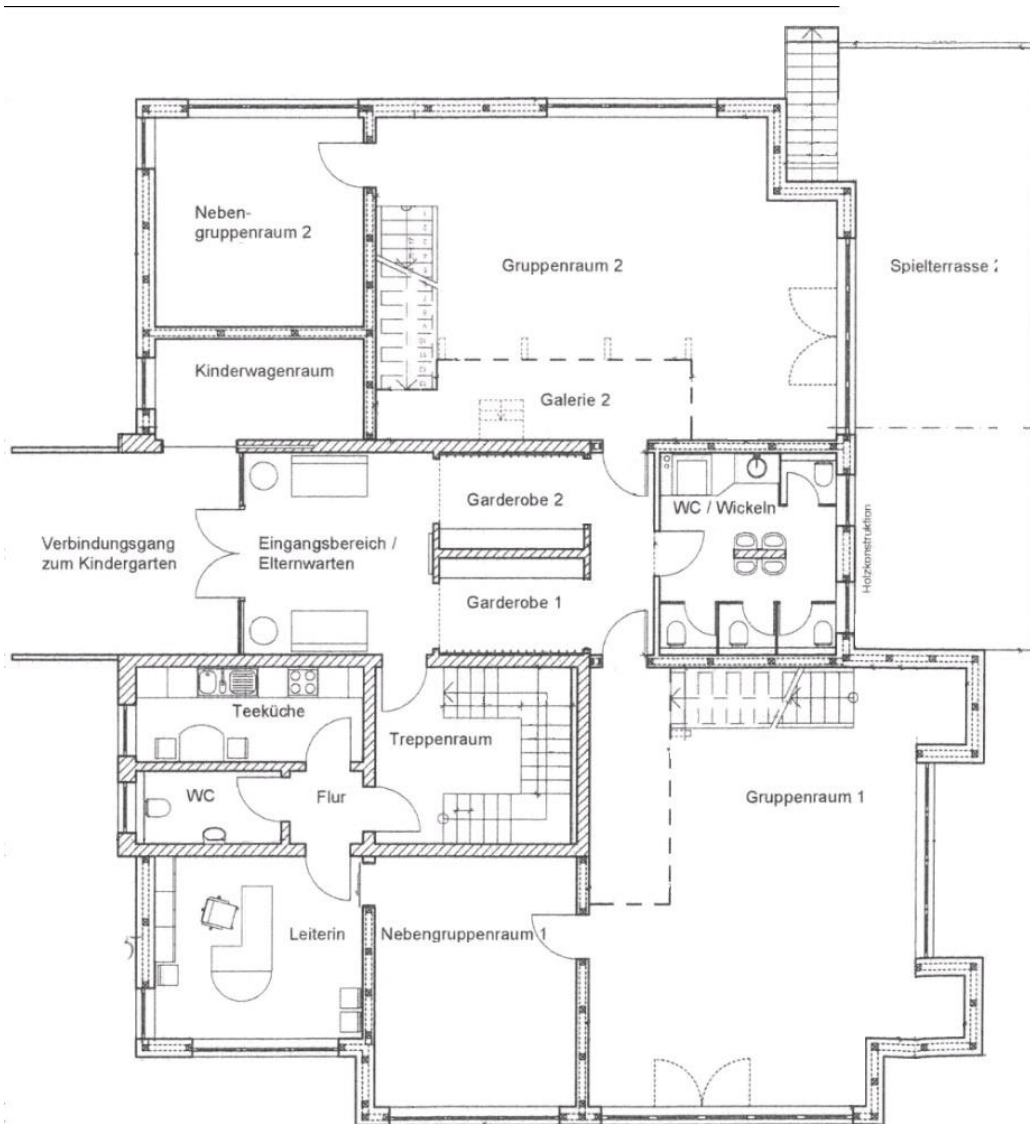 Neben-
gruppenraum 2
Gruppenraum 2
Spielterrasse 2
Kinderwagenraum
Galerie 2
Garderobe 2
WC / Wickeln
Verbindungsgang
zum Kindergarten
Eingangsbereich /
Elternwarten
Holzkonstruktion
Garderobe 1
Teeküche
Treppenraum
WC
Flur
Gruppenraum 1
Leiterin
Nebengruppenraum 1